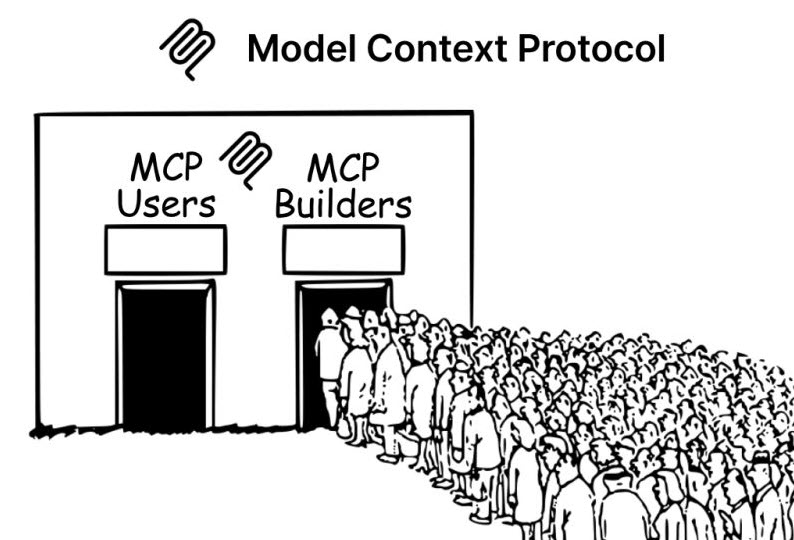 Model Context Protocol
MCP
Users
MCP
Builders